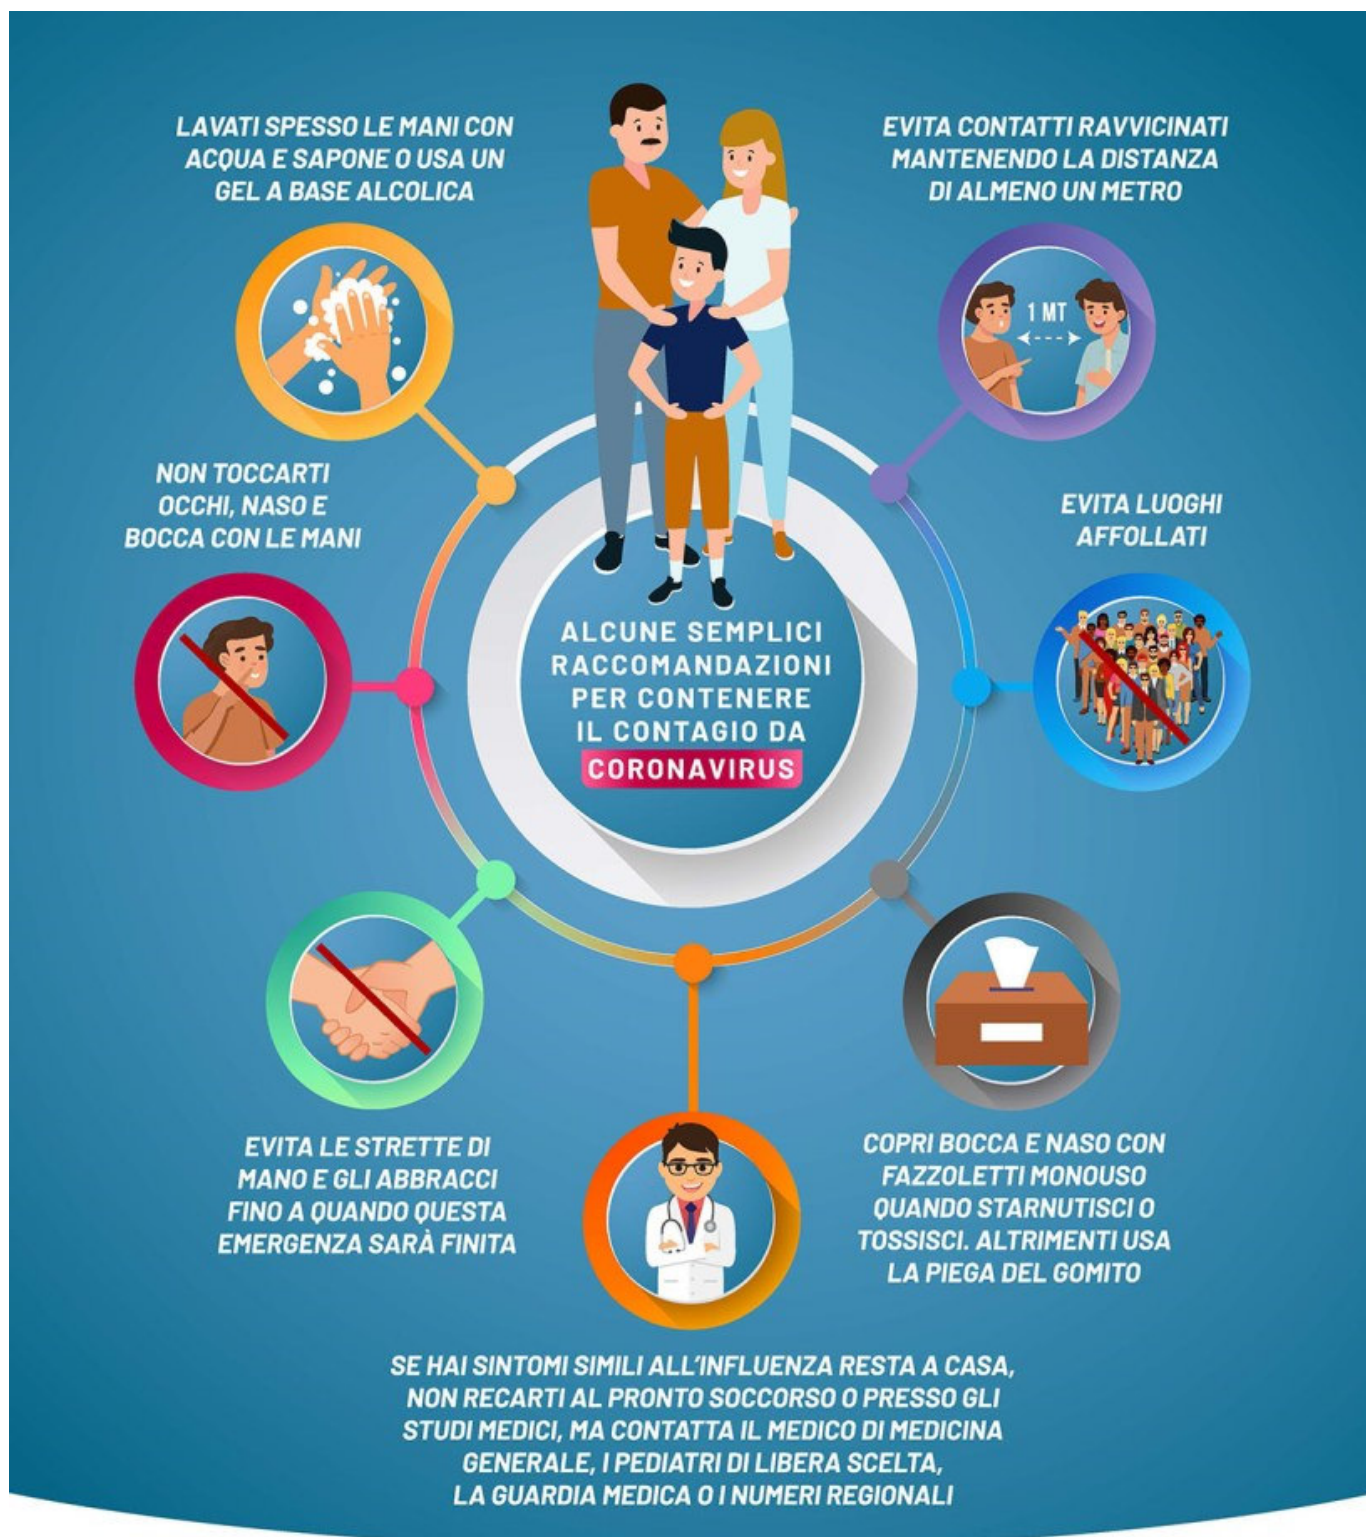 LAVATI SPESSO LE MANI CON
ACQUA E SAPONE O USA UN
GEL A BASE ALCOLICA
EVITA CONTATTI RAVVICINATI
MANTENENDO LA DISTANZA
DI ALMENO UN METRO
1 MT
NON TOCCARTI
OCCHI, NASO E
BOCCA CON LE MANI
EVITA LUOGHI
AFFOLLATI
ALCUNE SEMPLICI
RACCOMANDAZIONI
PER CONTENERE
IL CONTAGIO DA
CORONAVIRUS
EVITA LE STRETTE DI
MANO E GLI ABBRACCI
FINO A QUANDO QUESTA
EMERGENZA SARÀ FINITA
COPRI BOCCA E NASO CON
FAZZOLETTI MONOUSO
QUANDO STARNUTISCI O
TOSSISCI. ALTRIMENTI USA
LA PIEGA DEL GOMITO
SE HAI SINTOMI SIMILI ALL'INFLUENZA RESTA A CASA,
NON RECARTI AL PRONTO SOCCORSO O PRESSO GLI
STUDI MEDICI, MA CONTATTA IL MEDICO DI MEDICINA
GENERALE, I PEDIATRI DI LIBERA SCELTA,
LA GUARDIA MEDICA O I NUMERI REGIONALI